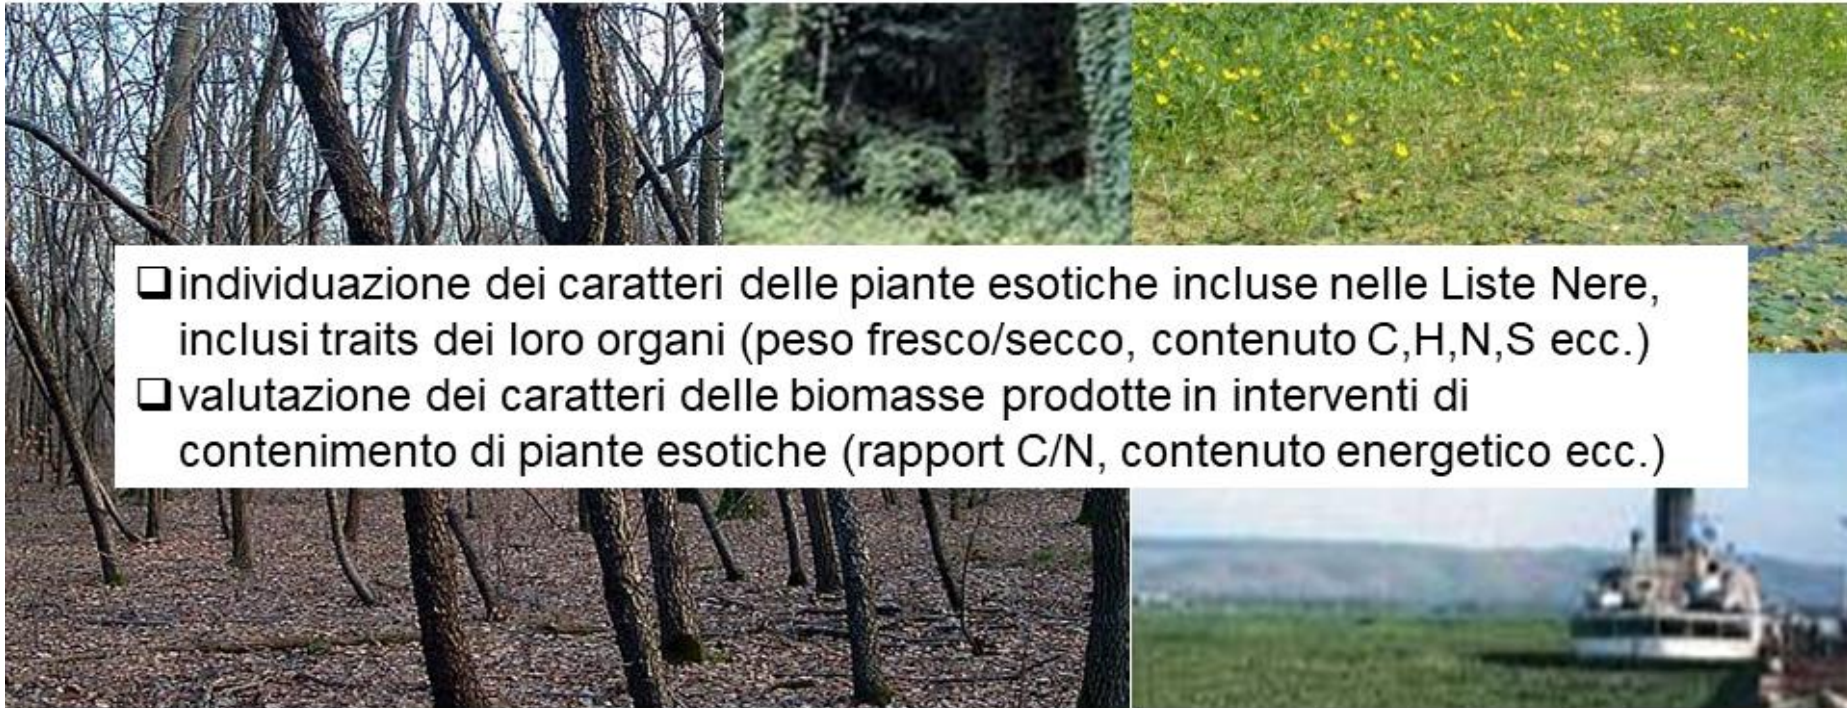 ❑individuazione dei caratteri delle piante esotiche incluse nelle Liste Nere,
inclusi traits dei loro organi (peso fresco/secco, contenuto C,H,N,S ecc.)
❑valutazione dei caratteri delle biomasse prodotte in interventi di
contenimento di piante esotiche (rapport C/N, contenuto energetico ecc.)